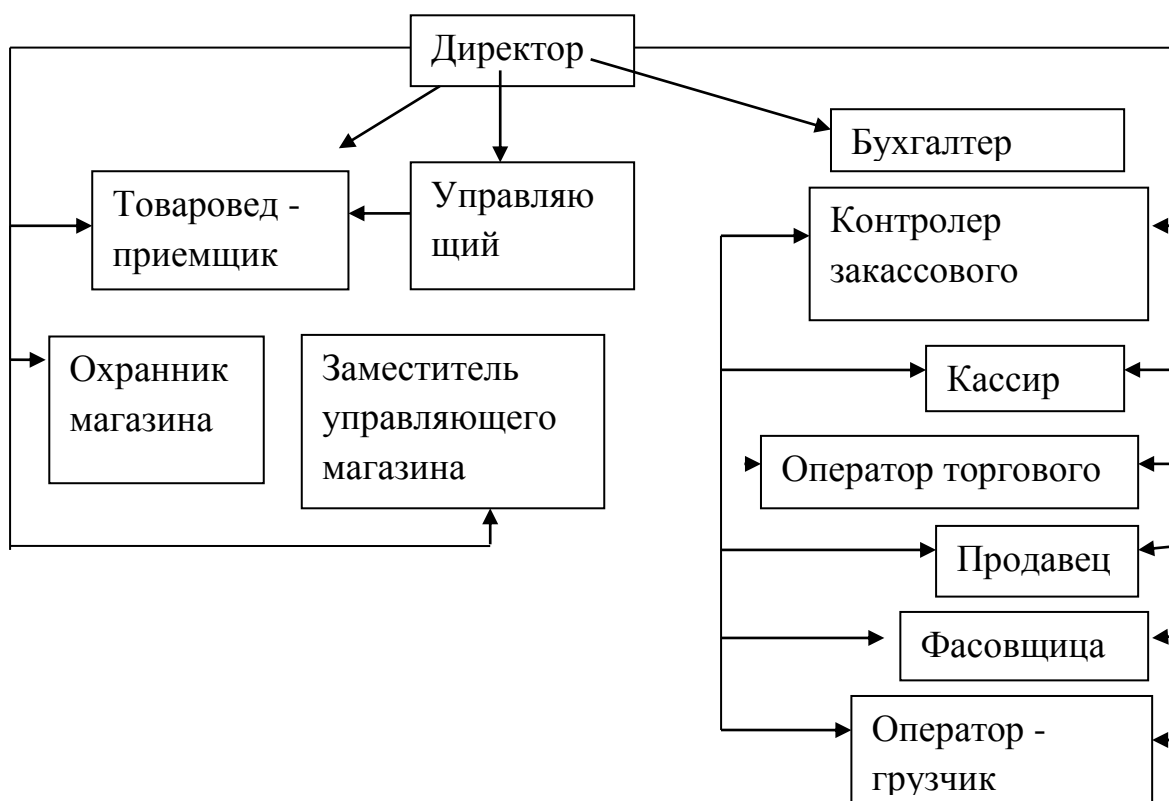 Директор
Бухгалтер
Товаровед -
приемщик
Управляю
щий
Контролер
закассового
Охранник
магазина
Заместитель
управляющего
магазина
Кассир
Оператор торгового
Продавец
Фасовщица
Оператор -
грузчик